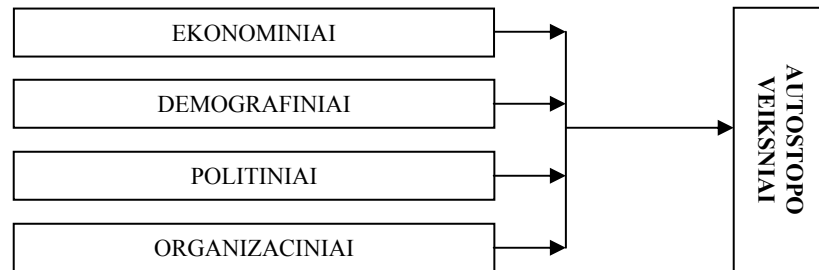 EKONOMINIAI
DEMOGRAFINIAI
POLITINIAI
ORGANIZACINIAI
AUTOSTOPO
VEIKSNIAI